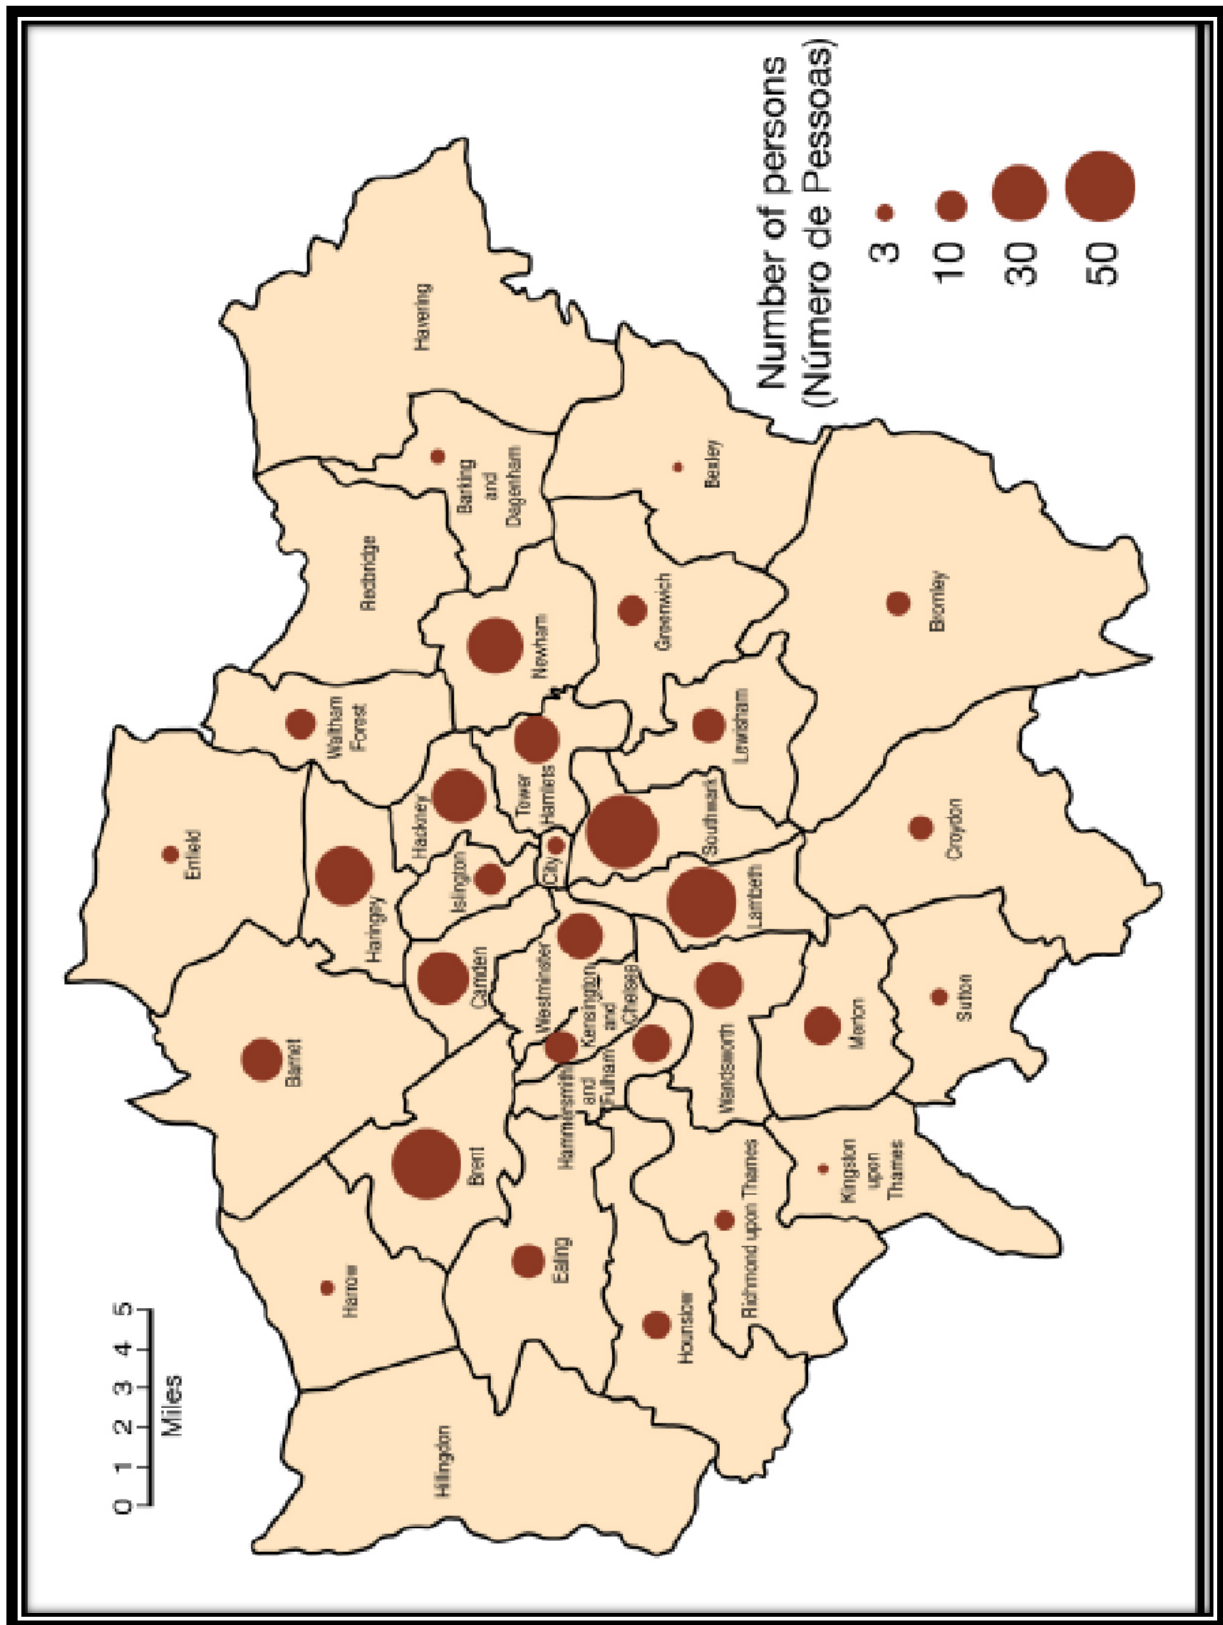 0 1 2 3 4 5
Miles
Enfield
Barnet
Haringey
Waltham
Forest
Harrow
Redbridge
Havering
Brent
Camden
Islington
Hackney
Barking
and
Dagenham
Hillingdon
Ealing
Westminster
City
Tower
Hamlets
Newham
Hammersmith
and
Fulham
Kensington
and
Chelsea
Hounslow
Richmond upon Thames
Wandsworth
Lambeth
Southwark
Lewisham
Greenwich
Bexley
Kingston
upon
Thames
Merton
Sutton
Croydon
Bromley
Number of persons
(Número de Pessoas)
3
10
30
50